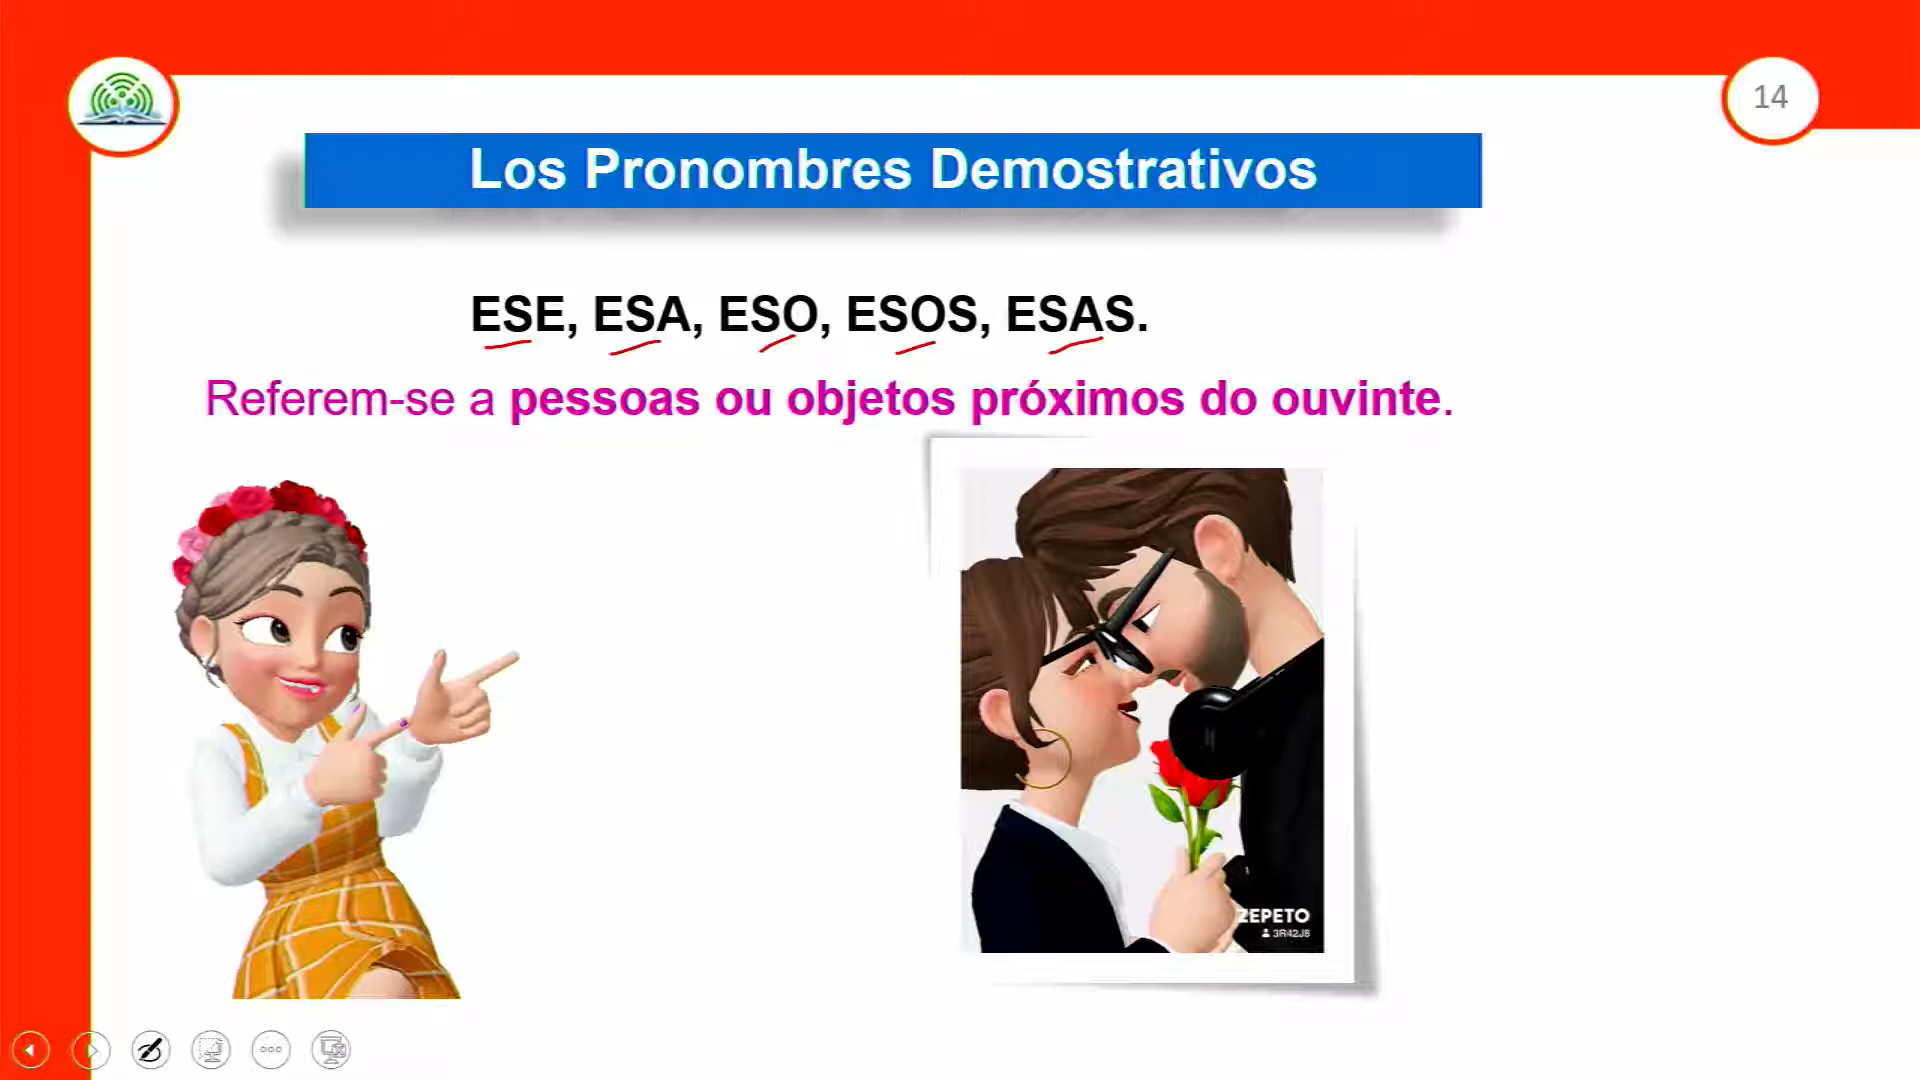 14
Los Pronombres Demostrativos
ESE, ESA, ESO, ESOS, ESAS.
Referem-se a pessoas ou objetos próximos do ouvinte.
ZEPETO
3R42J8